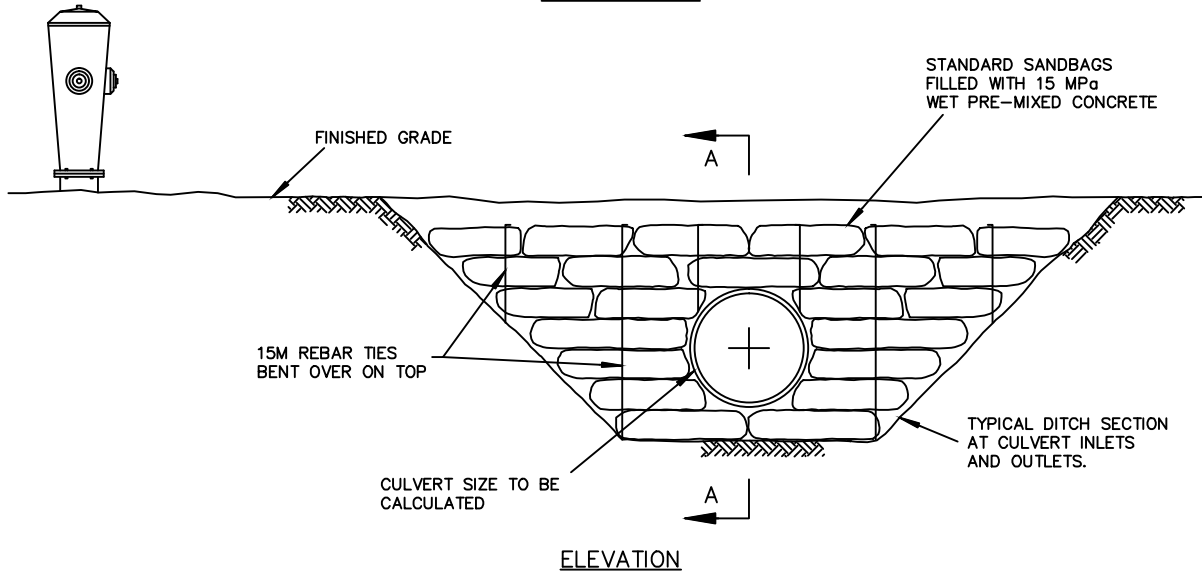 STANDARD SANDBAGS
FILLED WITH 15 MPa
WET PRE-MIXED CONCRETE
FINISHED GRADE
A
15M REBAR TIES
BENT OVER ON TOP
TYPICAL DITCH SECTION
AT CULVERT INLETS
AND OUTLETS.
CULVERT SIZE TO BE
CALCULATED
A
ELEVATION